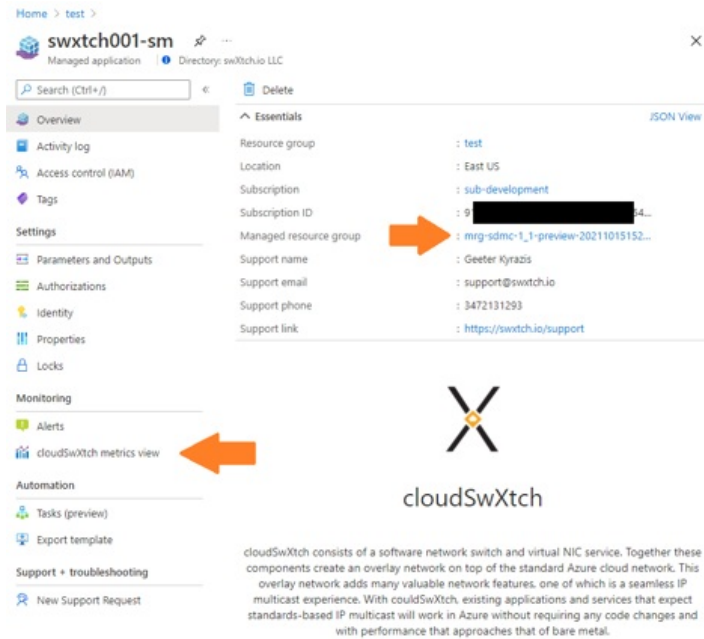 Home > test >
swxtch001-sm
Managed application | Directory: swXtch.io LLC
Search (Ctrl+/)
Overview
Activity log
Access control (IAM)
Tags
Settings
Parameters and Outputs
Authorizations
Identity
Properties
Locks
Monitoring
Alerts
cloudSwXtch metrics view
Automation
Tasks (preview)
Export template
Support + troubleshooting
New Support Request
Delete
Essentials
JSON View
Resource group : test
Location : East US
Subscription : sub-development
Subscription ID : 9
Managed resource group : mrg-sdmc-1_1-preview-20211015152...
Support name : Geeter Kyrazis
Support email : support@swxtch.io
Support phone : 3472131293
Support link : https://swxtch.io/support
cloudSwXtch
cloudSwXtch consists of a software network switch and virtual NIC service. Together these
components create an overlay network on top of the standard Azure cloud network. This
overlay network adds many valuable network features, one of which is a seamless IP
multicast experience. With couldSwXtch, existing applications and services that expect
standards-based IP multicast will work in Azure without requiring any code changes and
with performance that approaches that of bare metal.